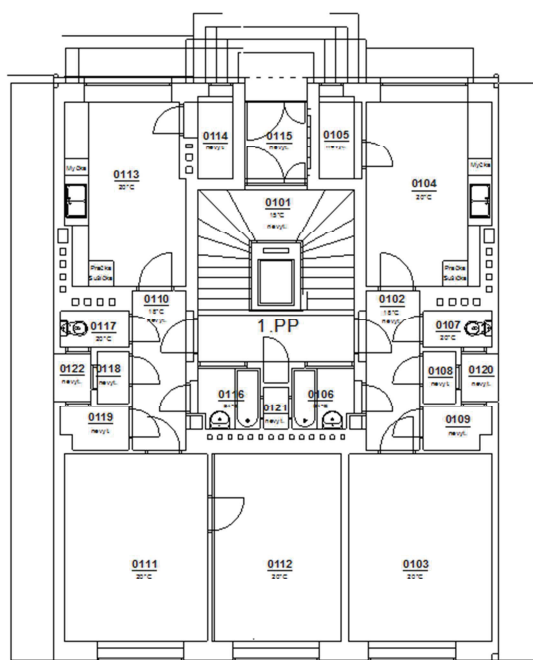 0114
nevyt.
0115
nevyt.
0105
nevyt.
Myčka
0113
20°C
0104
20°C
Myčka
0101
15°C
nevyt.
Pračka
Sušička
Pračka
Sušička
0110
15°C
nevyt.
0102
15°C
nevyt.
0117
20°C
1.PP
0107
20°C
0122
nevyt.
0118
nevyt.
0116
0121
nevyt.
0106
0108
nevyt.
0120
nevyt.
0119
nevyt.
0109
nevyt.
0111
20°C
0112
20°C
0103
20°C